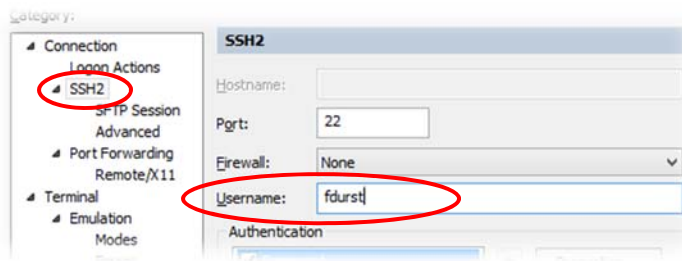 Category:
Connection
Logon Actions
SSH2
SFTP Session
Advanced
Port Forwarding
Remote/X11
Terminal
Emulation
Modes
SSH2
Hostname:
Port: 22
Firewall: None
Username: fdurst
Authentication